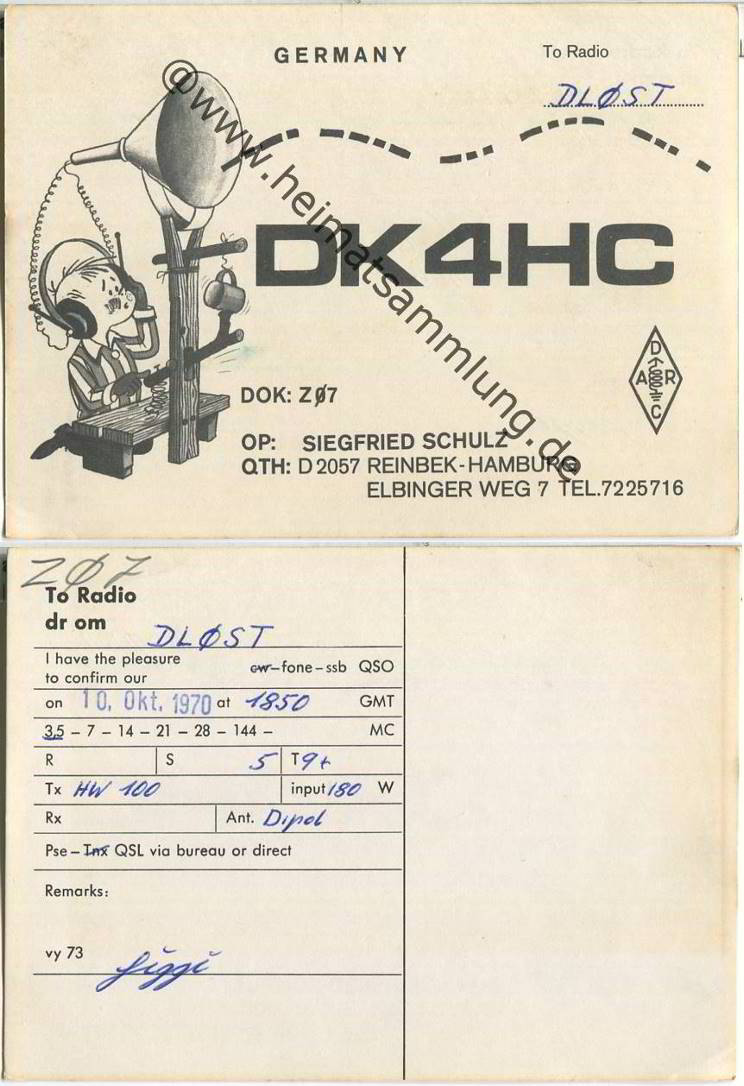 GERMANY
To Radio
DLØST
DK4HC
DARC
DOK: ZØ7
OP: SIEGFRIED SCHULZ
QTH: D 2057 REINBEK-HAMBURG
ELBINGER WEG 7 TEL. 7225716
@www.heimatsammlung.de
ZØ7
To Radio
dr om DLØST
I have the pleasure
to confirm our cw-fone-ssb QSO
on 10. Okt. 1970 at 1850 GMT
3,5 - 7 - 14 - 21 - 28 - 144 - MC
R S 5 T 9+
Tx HW 100 input 180 W
Rx Ant. Dipol
Pse - Tnx QSL via bureau or direct
Remarks:
vy 73 Siggi